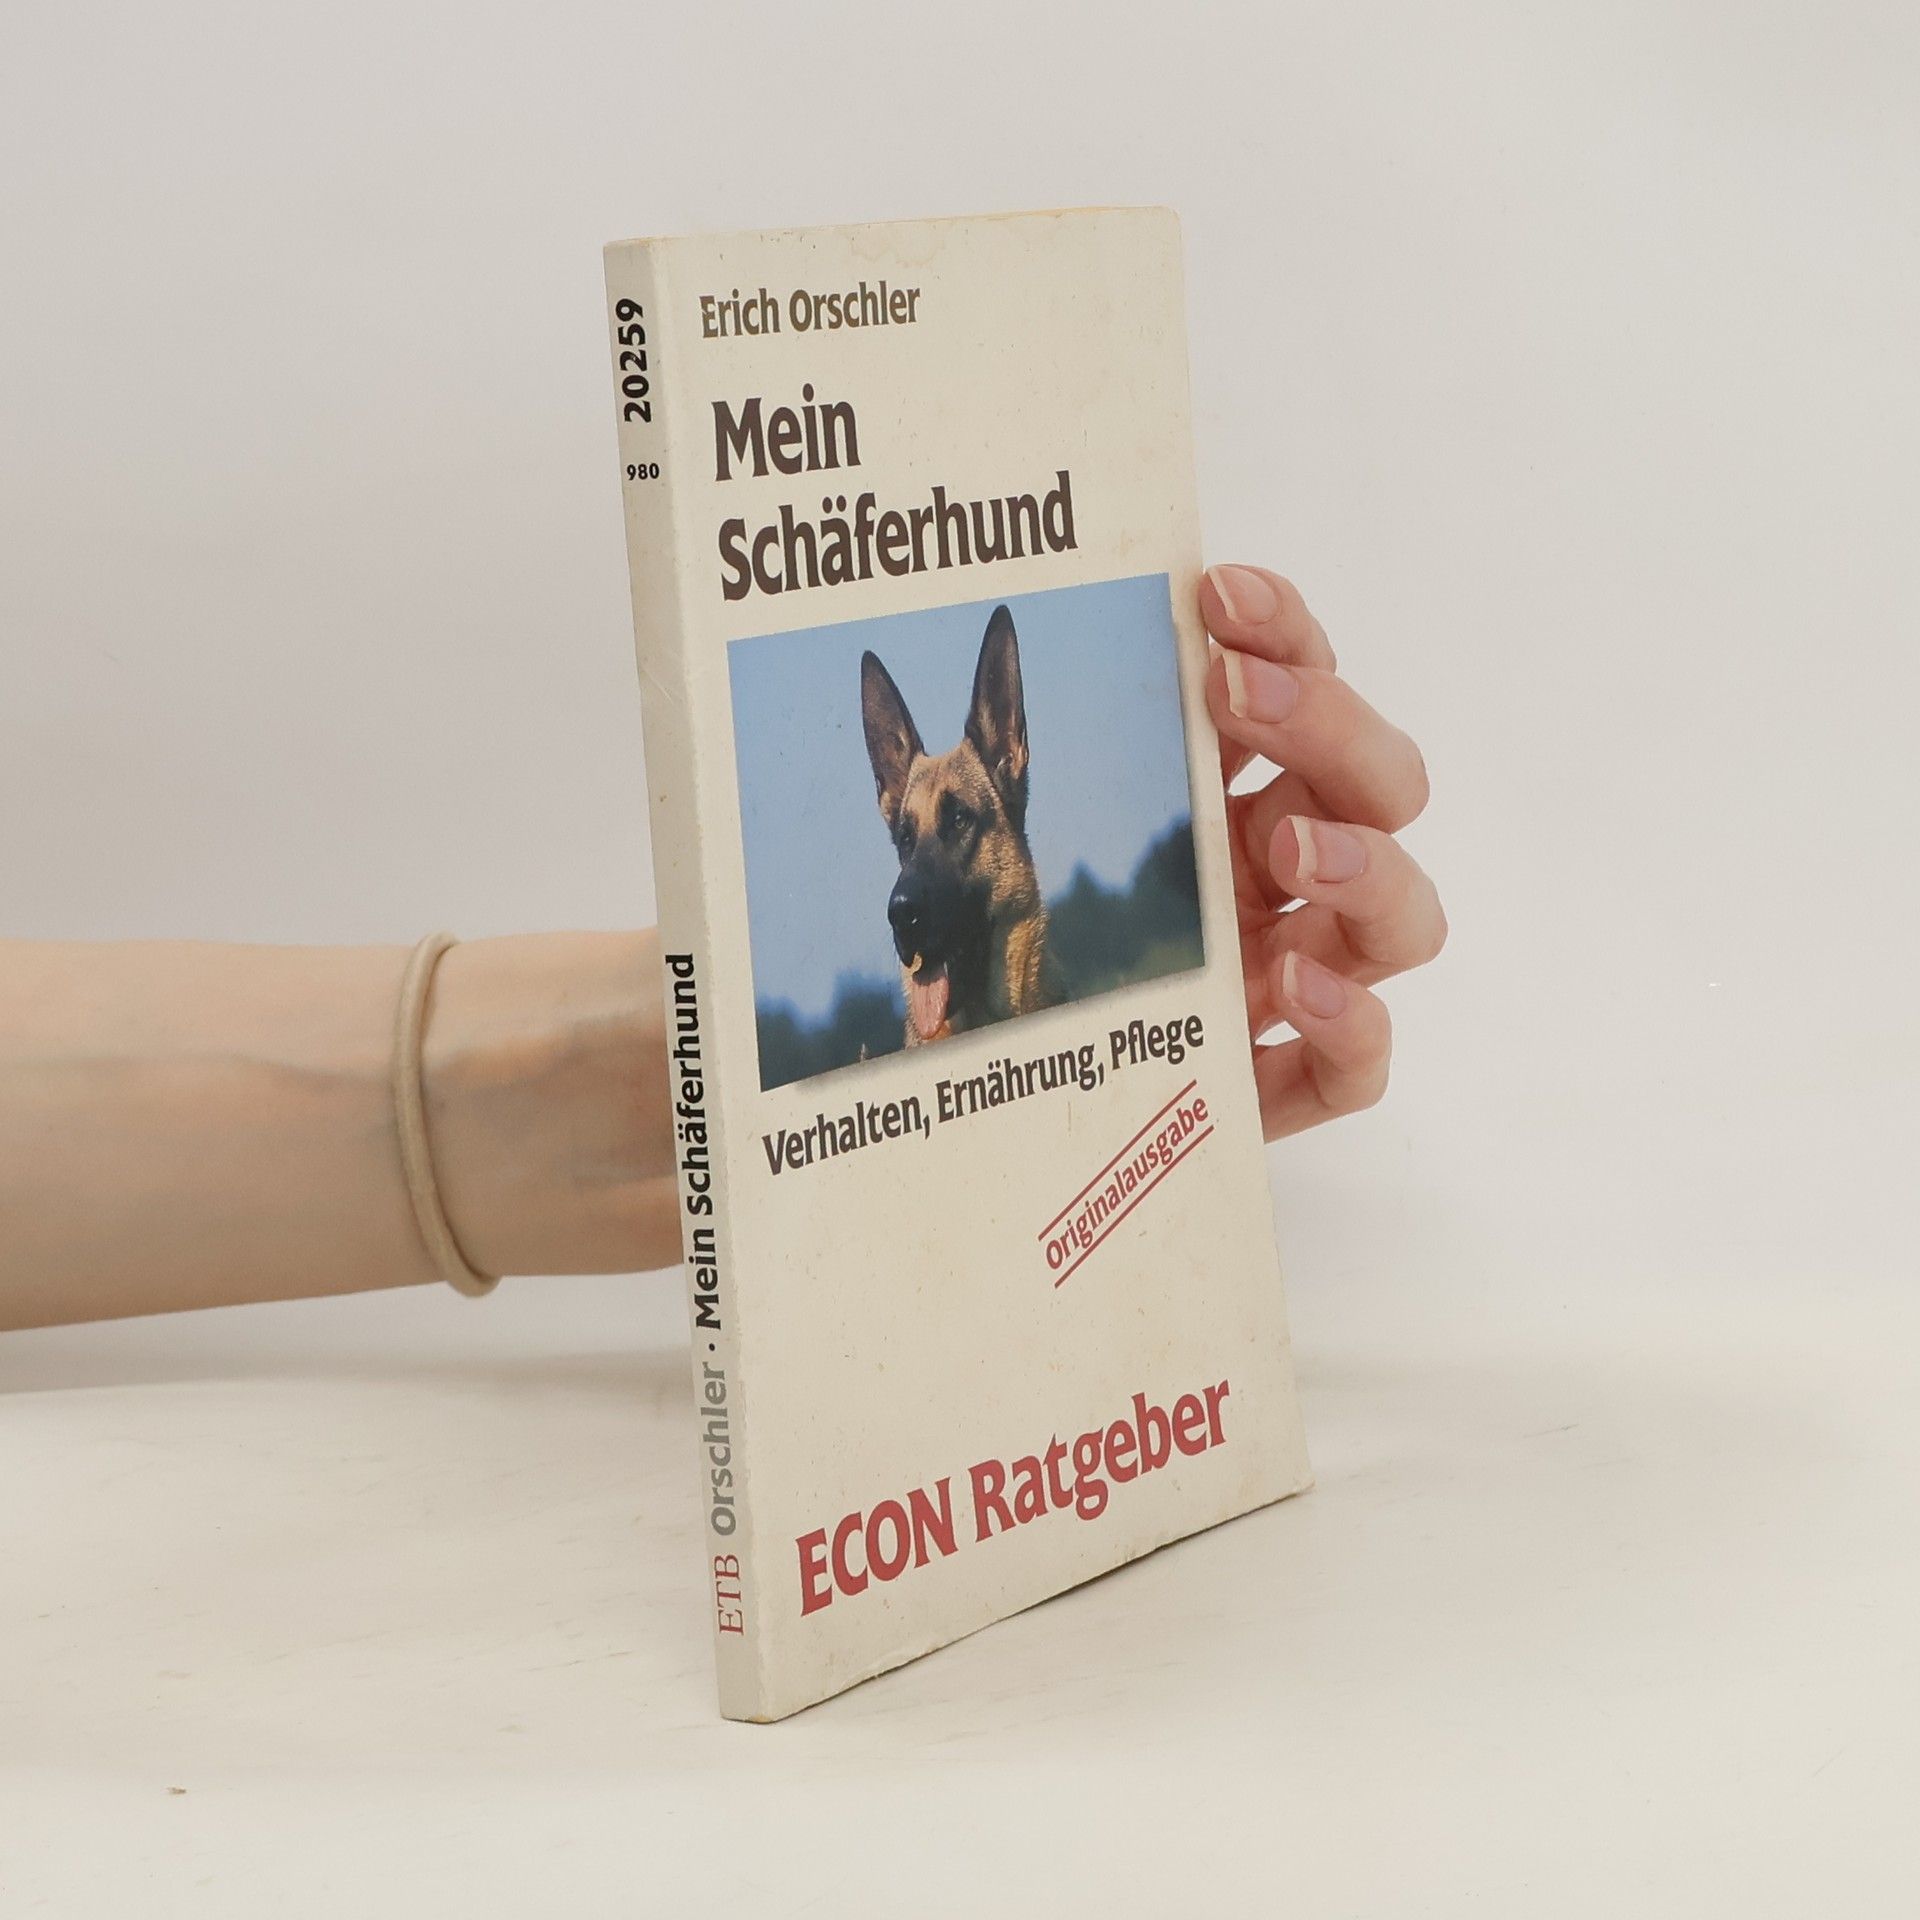 Erich Orschler
Mein
Schäferhund
Verhalten, Ernährung, Pflege
Originalausgabe
ECON Ratgeber
20259
980
ETB Orschler · Mein Schäferhund